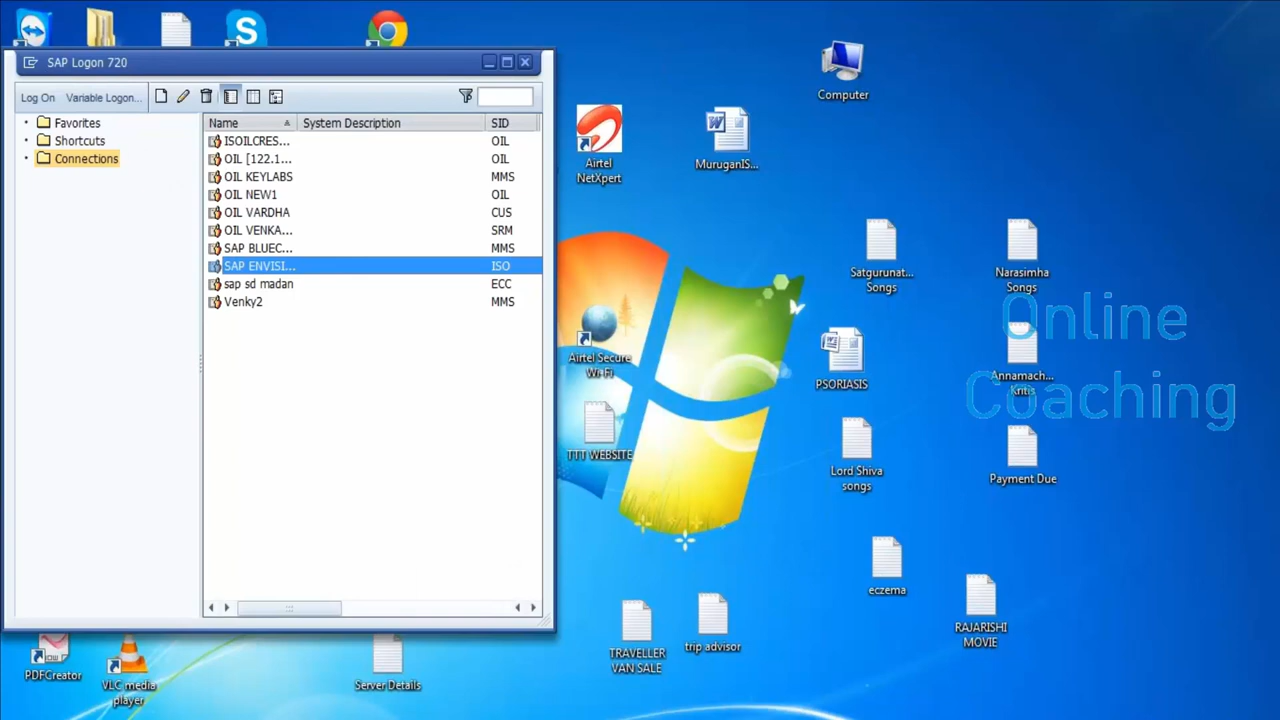 SAP Logon 720
Log On
Variable Logon...
Favorites
Shortcuts
Connections
Name
System Description
SID
ISOILCRES...
OIL
OIL [122.1...
OIL
OIL KEYLABS
MMS
OIL NEW1
OIL
OIL VARDHA
CUS
OIL VENKA...
SRM
SAP BLUEC...
MMS
SAP ENVISI...
ISO
sap sd madan
ECC
Venky2
MMS
Computer
Airtel
NetXpert
MuruganIS...
Satgurunat...
Songs
Narasimha
Songs
Online
Coaching
Airtel Secure
Wi-Fi
PSORIASIS
Annamach...
Kritis
TTT WEBSITE
Lord Shiva
songs
Payment Due
eczema
RAJARISHI
MOVIE
TRAVELLER
VAN SALE
trip advisor
PDFCreator
VLC media
player
Server Details